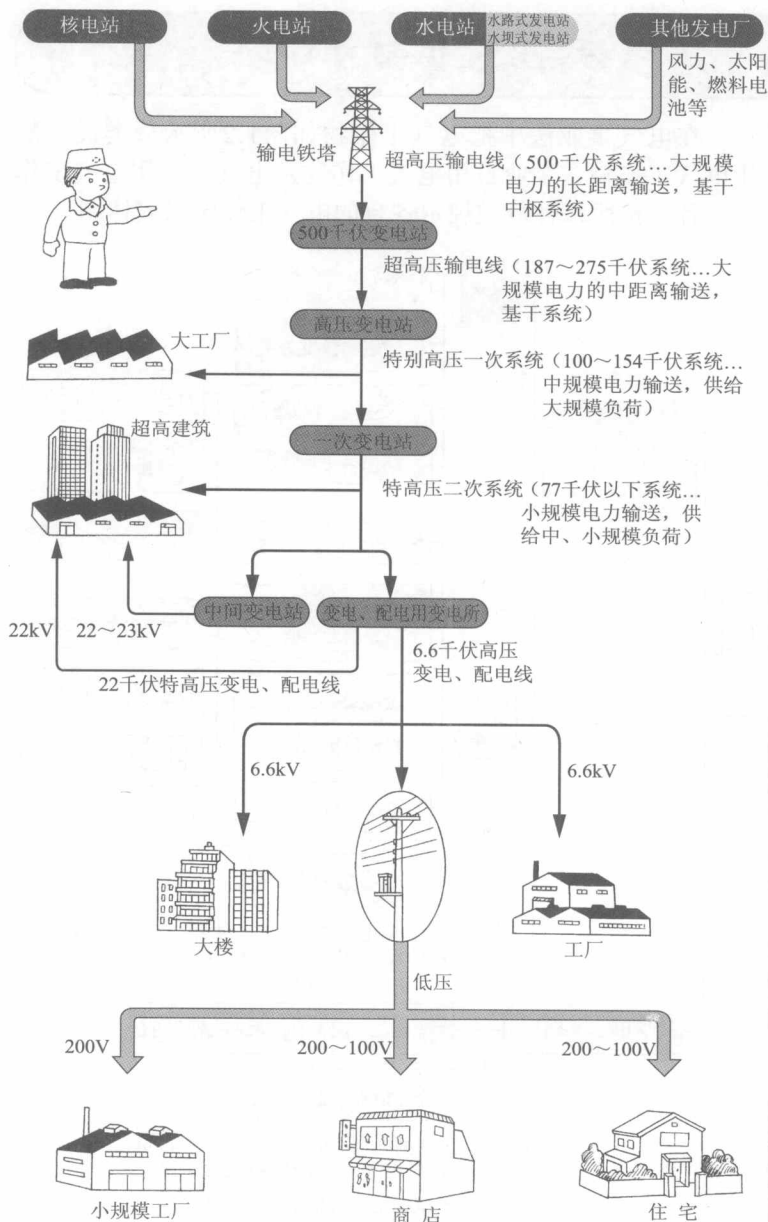 核电站
火电站
水电站
水路式发电站
水坝式发电站
其他发电厂
风力、太阳
能、燃料电
池等
输电铁塔
超高压输电线（500千伏系统…大规模
电力的长距离输送，基干
中枢系统）
500千伏变电站
超高压输电线（187～275千伏系统…大
规模电力的中距离输送，
基干系统）
高压变电站
大工厂
特别高压一次系统（100～154千伏系统…
中规模电力输送，供给
大规模负荷）
超高建筑
一次变电站
特高压二次系统（77千伏以下系统…
小规模电力输送，供
给中、小规模负荷）
中间变电站
变电、配电用变电所
22kV
22～23kV
22千伏特高压变电、配电线
6.6千伏高压
变电、配电线
6.6kV
6.6kV
大楼
工厂
低压
200V
200～100V
200～100V
小规模工厂
商 店
住 宅